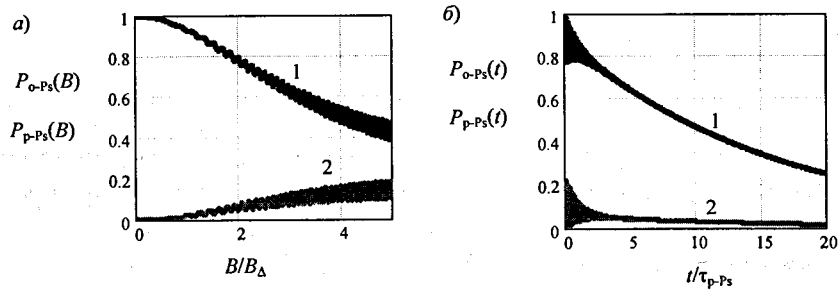 а)
1
0.8
P_{o-Ps}(B)
0.6
P_{p-Ps}(B)
0.4
0.2
0
1
2
0 2 4
B/B_Δ
б)
1
0.8
P_{o-Ps}(t)
0.6
P_{p-Ps}(t)
0.4
0.2
0
1
2
0 5 10 15 20
t/τ_{p-Ps}